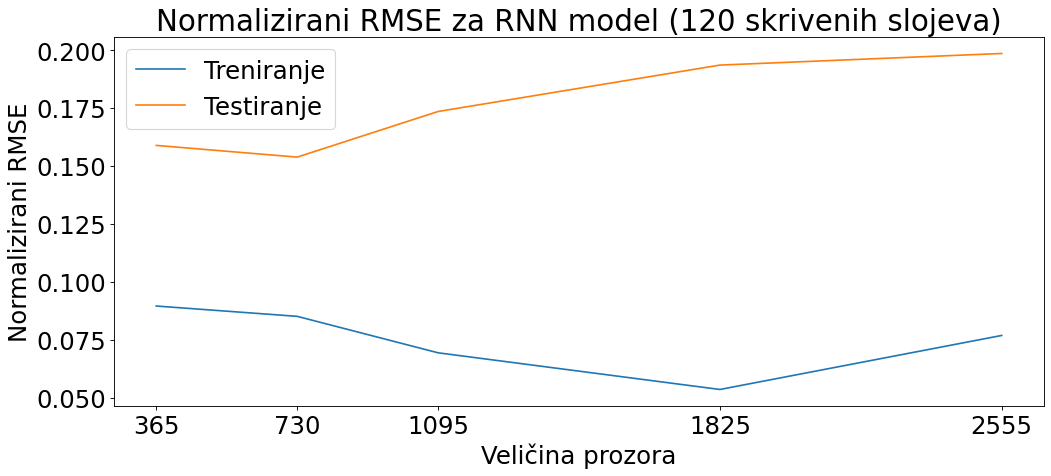 Normalizirani RMSE za RNN model (120 skrivenih slojeva)
Treniranje
Testiranje
Normalizirani RMSE
0.200
0.175
0.150
0.125
0.100
0.075
0.050
365 730 1095 1825 2555
Veličina prozora